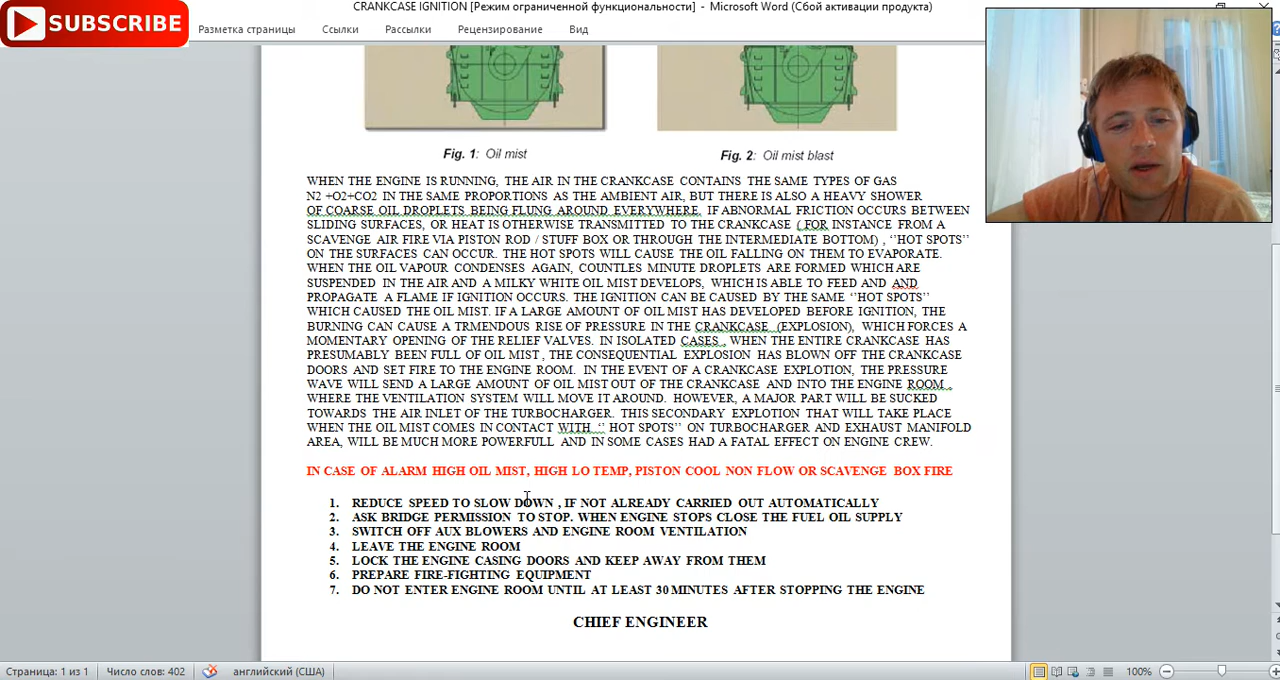 CRANKCASE IGNITION [Режим ограниченной функциональности] - Microsoft Word (Сбой активации продукта)
SUBSCRIBE
Разметка страницы Ссылки Рассылки Рецензирование Вид
Fig. 1: Oil mist Fig. 2: Oil mist blast
WHEN THE ENGINE IS RUNNING, THE AIR IN THE CRANKCASE CONTAINS THE SAME TYPES OF GAS
N2 +O2+CO2 IN THE SAME PROPORTIONS AS THE AMBIENT AIR, BUT THERE IS ALSO A HEAVY SHOWER
OF COARSE OIL DROPLETS BEING FLUNG AROUND EVERYWHERE. IF ABNORMAL FRICTION OCCURS BETWEEN
SLIDING SURFACES, OR HEAT IS OTHERWISE TRANSMITTED TO THE CRANKCASE ( FOR INSTANCE FROM A
SCAVENGE AIR FIRE VIA PISTON ROD / STUFF BOX OR THROUGH THE INTERMEDIATE BOTTOM) , ‘’HOT SPOTS’’
ON THE SURFACES CAN OCCUR. THE HOT SPOTS WILL CAUSE THE OIL FALLING ON THEM TO EVAPORATE.
WHEN THE OIL VAPOUR CONDENSES AGAIN, COUNTLES MINUTE DROPLETS ARE FORMED WHICH ARE
SUSPENDED IN THE AIR AND A MILKY WHITE OIL MIST DEVELOPS, WHICH IS ABLE TO FEED AND AND
PROPAGATE A FLAME IF IGNITION OCCURS. THE IGNITION CAN BE CAUSED BY THE SAME ‘’HOT SPOTS’’
WHICH CAUSED THE OIL MIST. IF A LARGE AMOUNT OF OIL MIST HAS DEVELOPED BEFORE IGNITION, THE
BURNING CAN CAUSE A TRMENDOUS RISE OF PRESSURE IN THE CRANKCASE (EXPLOSION), WHICH FORCES A
MOMENTARY OPENING OF THE RELIEF VALVES. IN ISOLATED CASES , WHEN THE ENTIRE CRANKCASE HAS
PRESUMABLY BEEN FULL OF OIL MIST , THE CONSEQUENTIAL EXPLOSION HAS BLOWN OFF THE CRANKCASE
DOORS AND SET FIRE TO THE ENGINE ROOM. IN THE EVENT OF A CRANKCASE EXPLOTION, THE PRESSURE
WAVE WILL SEND A LARGE AMOUNT OF OIL MIST OUT OF THE CRANKCASE AND INTO THE ENGINE ROOM ,
WHERE THE VENTILATION SYSTEM WILL MOVE IT AROUND. HOWEVER, A MAJOR PART WILL BE SUCKED
TOWARDS THE AIR INLET OF THE TURBOCHARGER. THIS SECONDARY EXPLOTION THAT WILL TAKE PLACE
WHEN THE OIL MIST COMES IN CONTACT WITH ‘’ HOT SPOTS’’ ON TURBOCHARGER AND EXHAUST MANIFOLD
AREA, WILL BE MUCH MORE POWERFULL AND IN SOME CASES HAD A FATAL EFFECT ON ENGINE CREW.
IN CASE OF ALARM HIGH OIL MIST, HIGH LO TEMP, PISTON COOL NON FLOW OR SCAVENGE BOX FIRE
1. REDUCE SPEED TO SLOW DOWN , IF NOT ALREADY CARRIED OUT AUTOMATICALLY
2. ASK BRIDGE PERMISSION TO STOP. WHEN ENGINE STOPS CLOSE THE FUEL OIL SUPPLY
3. SWITCH OFF AUX BLOWERS AND ENGINE ROOM VENTILATION
4. LEAVE THE ENGINE ROOM
5. LOCK THE ENGINE CASING DOORS AND KEEP AWAY FROM THEM
6. PREPARE FIRE-FIGHTING EQUIPMENT
7. DO NOT ENTER ENGINE ROOM UNTIL AT LEAST 30 MINUTES AFTER STOPPING THE ENGINE
CHIEF ENGINEER
Страница: 1 из 1 Число слов: 402 английский (США) 100%